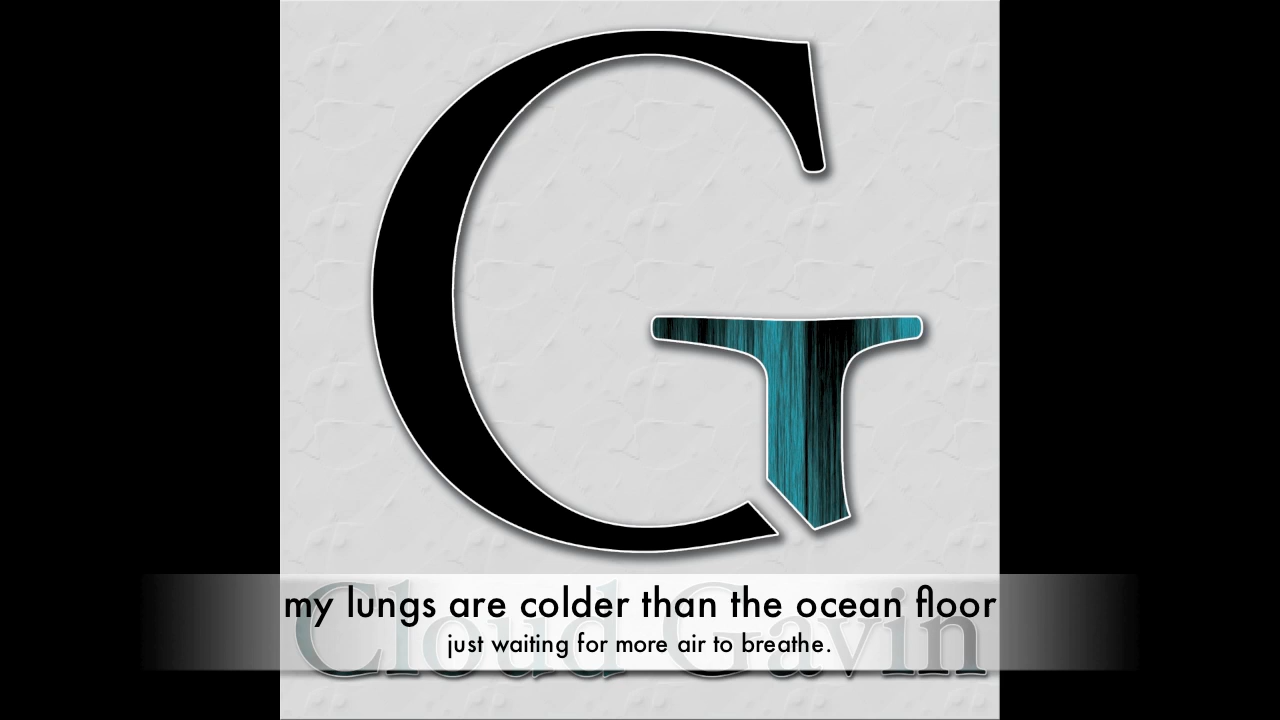 G
my lungs are colder than the ocean floor
just waiting for more air to breathe.
Cloud Gavin